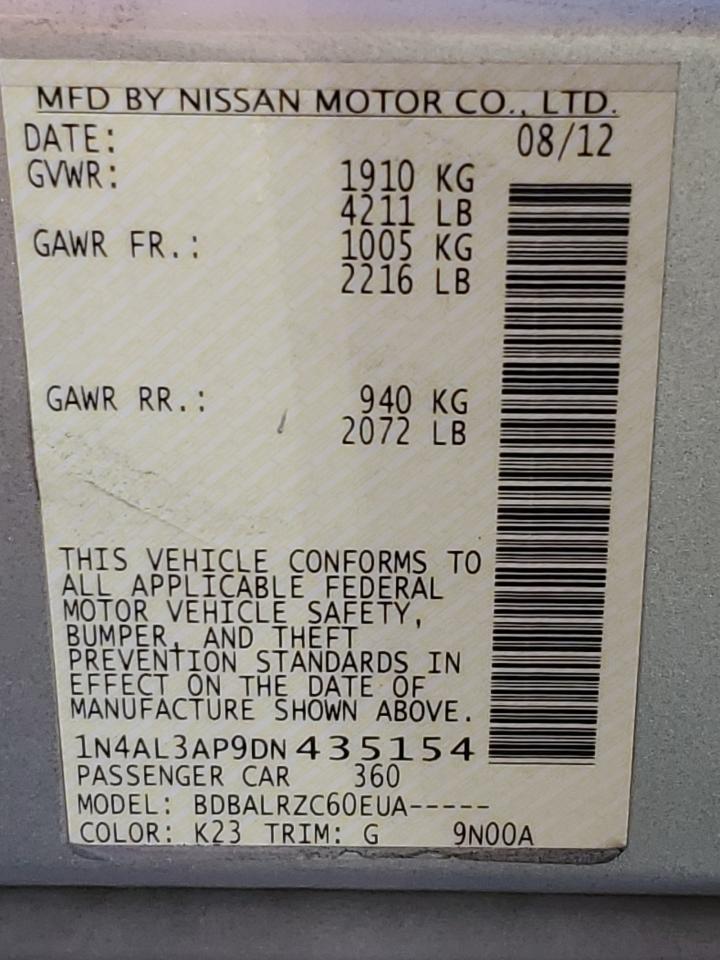 MFD BY NISSAN MOTOR CO., LTD.
DATE: 08/12
GVWR: 1910 KG
4211 LB
GAWR FR.: 1005 KG
2216 LB
GAWR RR.: 940 KG
2072 LB
THIS VEHICLE CONFORMS TO
ALL APPLICABLE FEDERAL
MOTOR VEHICLE SAFETY,
BUMPER, AND THEFT
PREVENTION STANDARDS IN
EFFECT ON THE DATE OF
MANUFACTURE SHOWN ABOVE.
1N4AL3AP9DN435154
PASSENGER CAR 360
MODEL: BDBALRZC60EUA-----
COLOR: K23 TRIM: G 9N00A